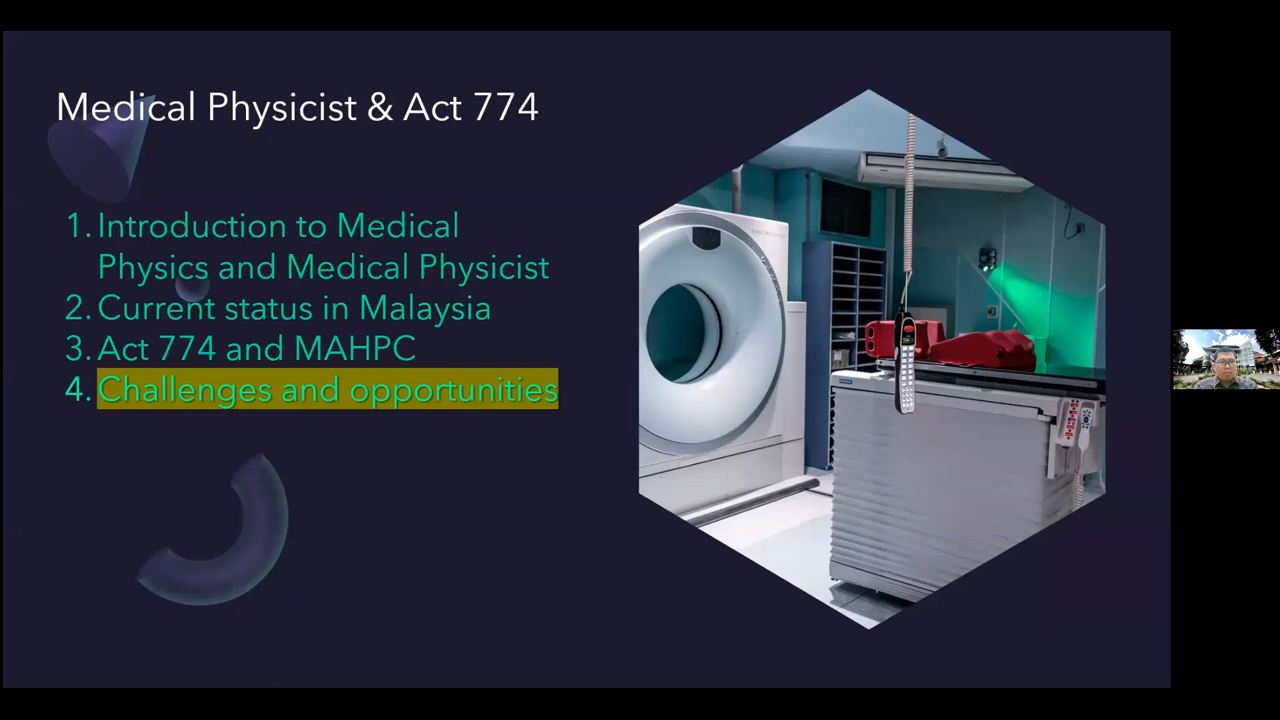 Medical Physicist & Act 774
1. Introduction to Medical
Physics and Medical Physicist
2. Current status in Malaysia
3. Act 774 and MAHPC
4. Challenges and opportunities